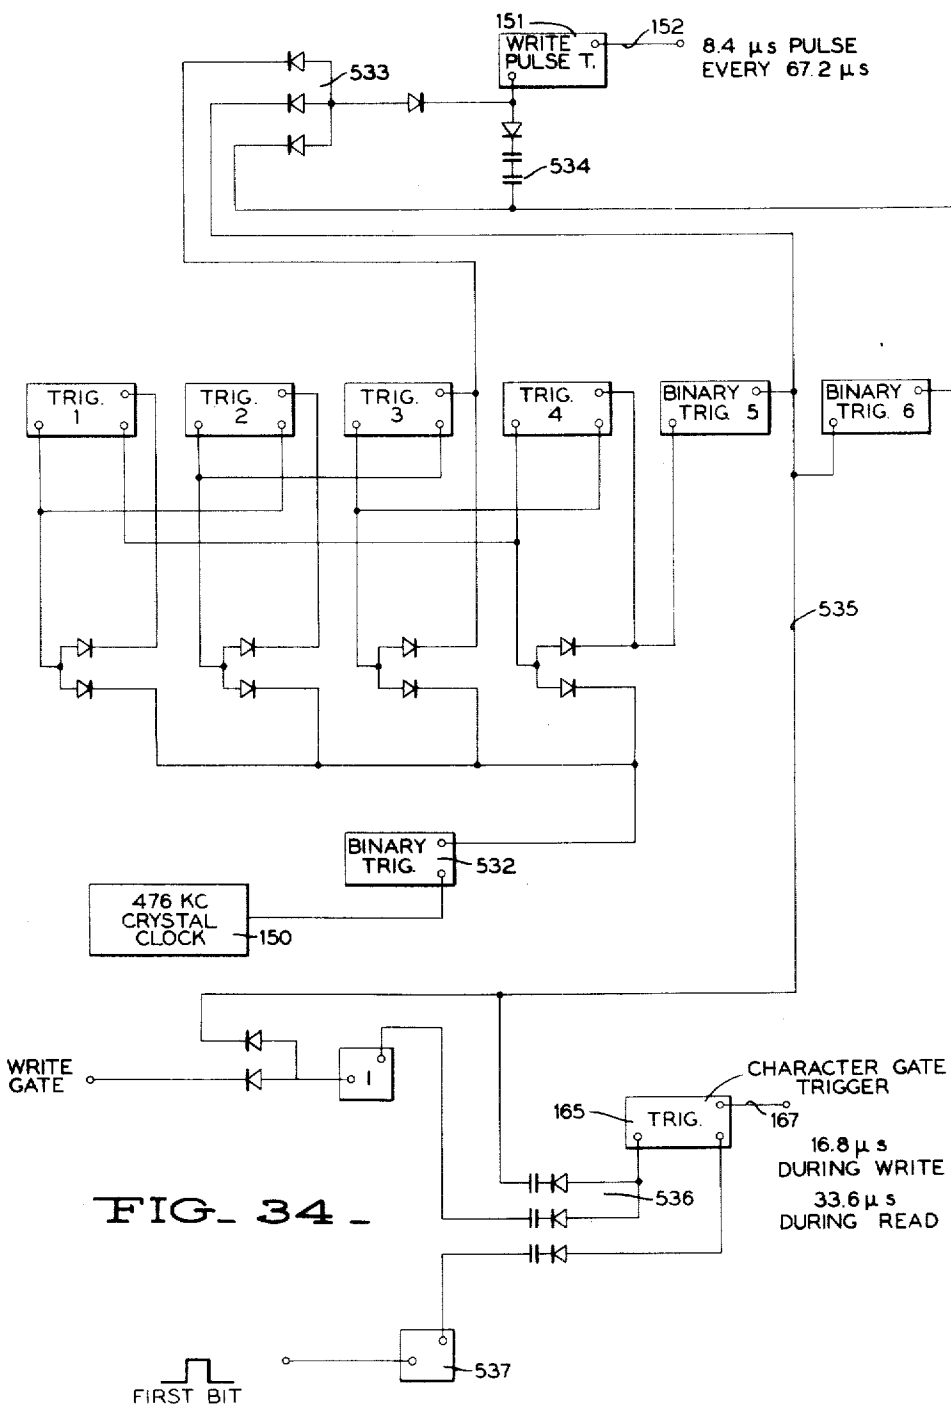 151
152
WRITE
PULSE T.
8.4 µs PULSE
EVERY 67.2 µs
533
534
TRIG.
1
TRIG.
2
TRIG.
3
TRIG.
4
BINARY
TRIG. 5
BINARY
TRIG. 6
535
BINARY
TRIG.
532
476 KC
CRYSTAL
CLOCK
150
WRITE
GATE
1
CHARACTER GATE
TRIGGER
165
TRIG.
167
16.8 µs
DURING WRITE
33.6 µs
DURING READ
536
FIG_ 34_
537
FIRST BIT